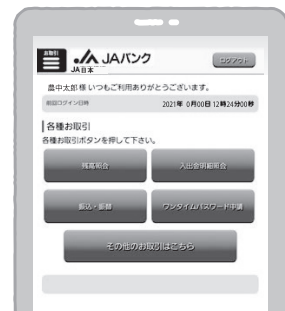 お取引
JAバンク
ログアウト
JA日本
農中太郎様 いつもご利用ありがとうございます。
前回ログイン日時 2021年 0月00日 12時24分00秒
各種お取引
各種お取引ボタンを押して下さい。
残高照会 入出金明細照会
振込・振替 ワンタイムパスワード申請
その他のお取引はこちら